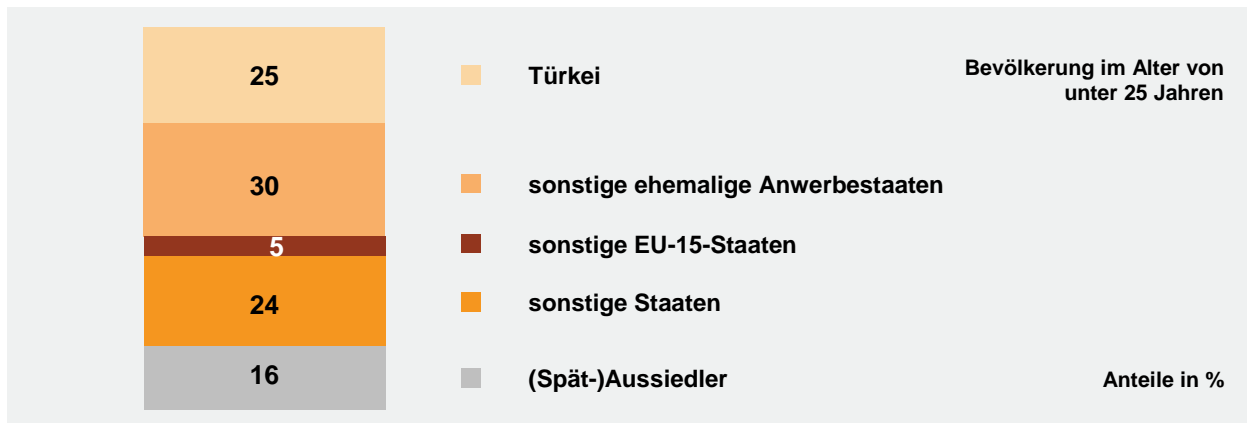 25
Türkei
Bevölkerung im Alter von
unter 25 Jahren
30
sonstige ehemalige Anwerbestaaten
5
sonstige EU-15-Staaten
24
sonstige Staaten
16
(Spät-)Aussiedler
Anteile in %